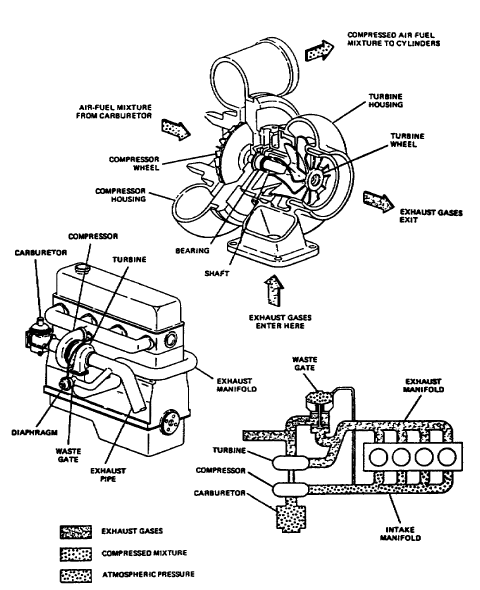 COMPRESSED AIR FUEL
MIXTURE TO CYLINDERS
TURBINE
HOUSING
AIR-FUEL MIXTURE
FROM CARBURETOR
TURBINE
WHEEL
COMPRESSOR
WHEEL
COMPRESSOR
HOUSING
EXHAUST GASES
EXIT
BEARING
SHAFT
EXHAUST GASES
ENTER HERE
COMPRESSOR
CARBURETOR
TURBINE
EXHAUST
MANIFOLD
DIAPHRAGM
WASTE
GATE
EXHAUST
PIPE
WASTE
GATE
EXHAUST
MANIFOLD
TURBINE
COMPRESSOR
CARBURETOR
INTAKE
MANIFOLD
EXHAUST GASES
COMPRESSED MIXTURE
ATMOSPHERIC PRESSURE